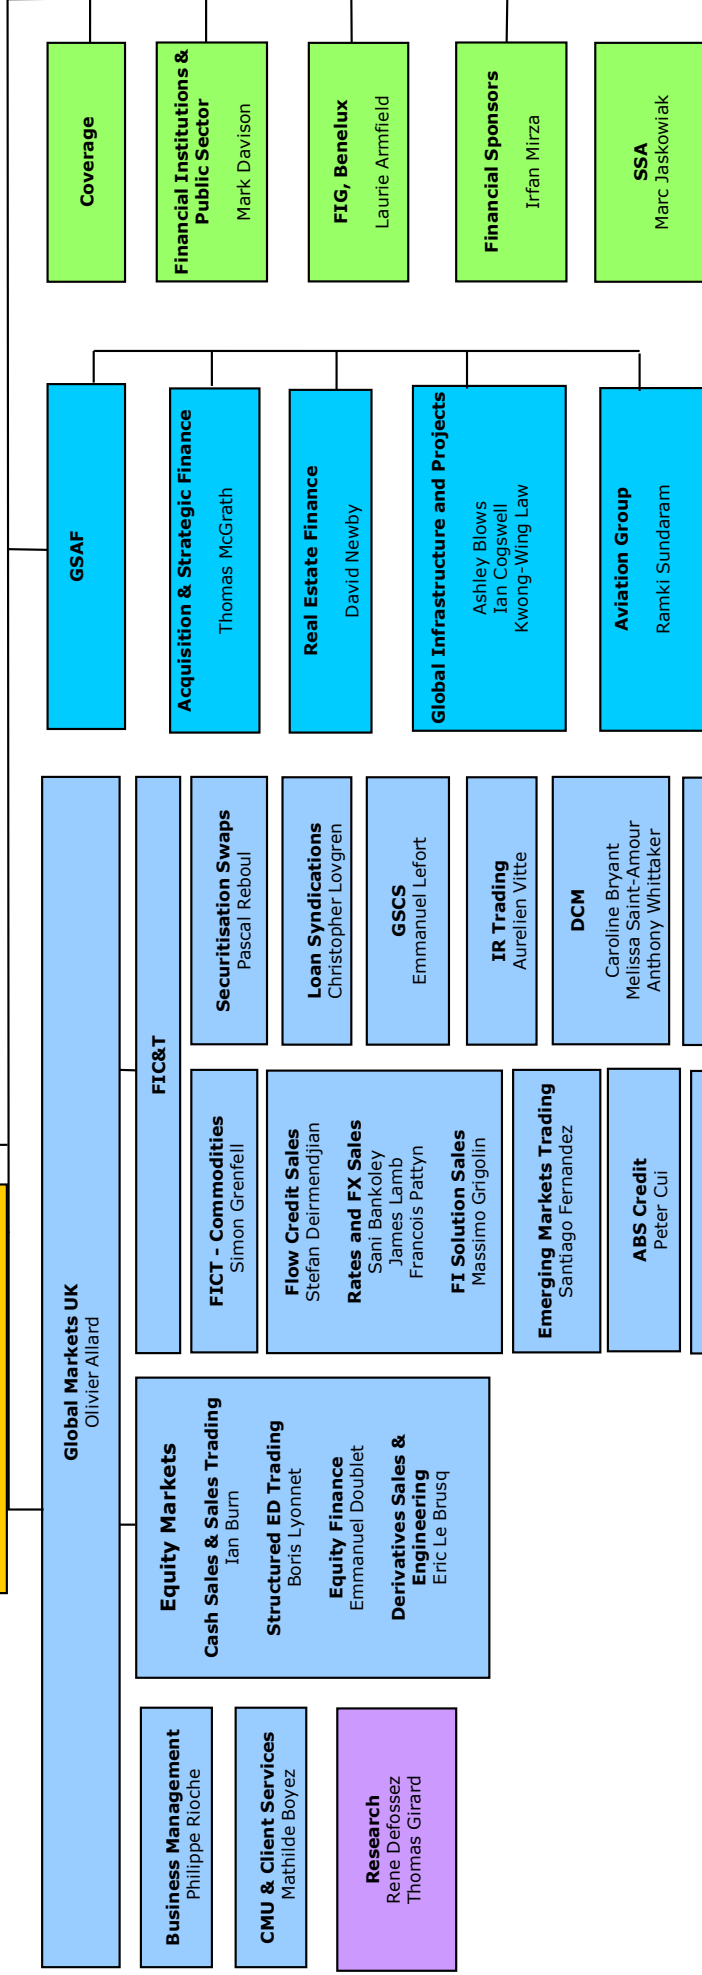 Global Markets UK
Olivier Allard
Business Management
Philippe Rioche
CMU & Client Services
Mathilde Boyez
Research
Rene Defossez
Thomas Girard
Equity Markets
Cash Sales & Sales Trading
Ian Burn
Structured ED Trading
Boris Lyonnet
Equity Finance
Emmanuel Doublet
Derivatives Sales &
Engineering
Eric Le Brusq
FIC&T
FICT - Commodities
Simon Grenfell
Flow Credit Sales
Stefan Deirmendjian
Rates and FX Sales
Sani Bankoley
James Lamb
Francois Pattyn
FI Solution Sales
Massimo Grigolin
Emerging Markets Trading
Santiago Fernandez
ABS Credit
Peter Cui
Securitisation Swaps
Pascal Reboul
Loan Syndications
Christopher Lovgren
GSCS
Emmanuel Lefort
IR Trading
Aurelien Vitte
DCM
Caroline Bryant
Melissa Saint-Amour
Anthony Whittaker
GSAF
Acquisition & Strategic Finance
Thomas McGrath
Real Estate Finance
David Newby
Global Infrastructure and Projects
Ashley Blows
Ian Cogswell
Kwong-Wing Law
Aviation Group
Ramki Sundaram
Coverage
Financial Institutions &
Public Sector
Mark Davison
FIG, Benelux
Laurie Armfield
Financial Sponsors
Irfan Mirza
SSA
Marc Jaskowiak